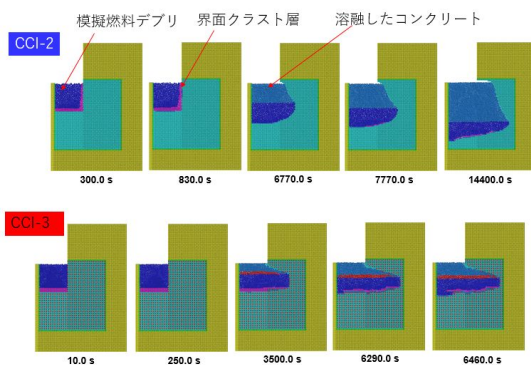 模擬燃料デブリ 界面クラスト層 溶融したコンクリート
CCI-2
300.0 s 830.0 s 6770.0 s 7770.0 s 14400.0 s
CCI-3
10.0 s 250.0 s 3500.0 s 6290.0 s 6460.0 s